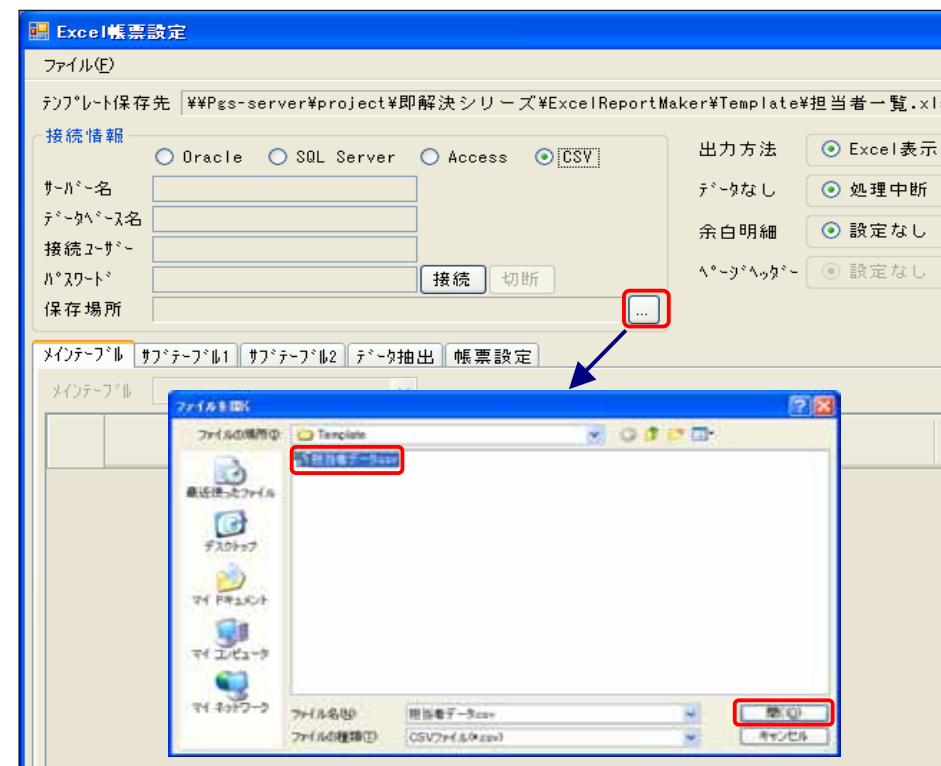 Excel帳票設定
ファイル(F)
ﾃﾝﾌﾟﾚｰﾄ保存先 ¥¥Pgs-server¥project¥即解決シリーズ¥ExcelReportMaker¥Template¥担当者一覧.xl
接続情報
Oracle SQL Server Access CSV
出力方法 Excel表示
ｻｰﾊﾞｰ名
ﾃﾞｰﾀなし 処理中断
ﾃﾞｰﾀﾍﾞｰｽ名
余白明細 設定なし
接続ﾕｰｻﾞｰ
ﾊﾟｽﾜｰﾄﾞ 接続 切断
ﾍﾟｰｼﾞﾍｯﾀﾞｰ 設定なし
保存場所 ...
ﾒｲﾝﾃｰﾌﾞﾙ ｻﾌﾞﾃｰﾌﾞﾙ1 ｻﾌﾞﾃｰﾌﾞﾙ2 ﾃﾞｰﾀ抽出 帳票設定
ﾒｲﾝﾃｰﾌﾞﾙ
ファイルを開く
ファイルの場所(I): Template
担当者データ.csv
最近使ったファイル
デスクトップ
マイ ドキュメント
マイ コンピュータ
マイ ネットワーク
ファイル名(N): 担当者データ.csv 開く(O)
ファイルの種類(T): CSVファイル(*.csv) キャンセル